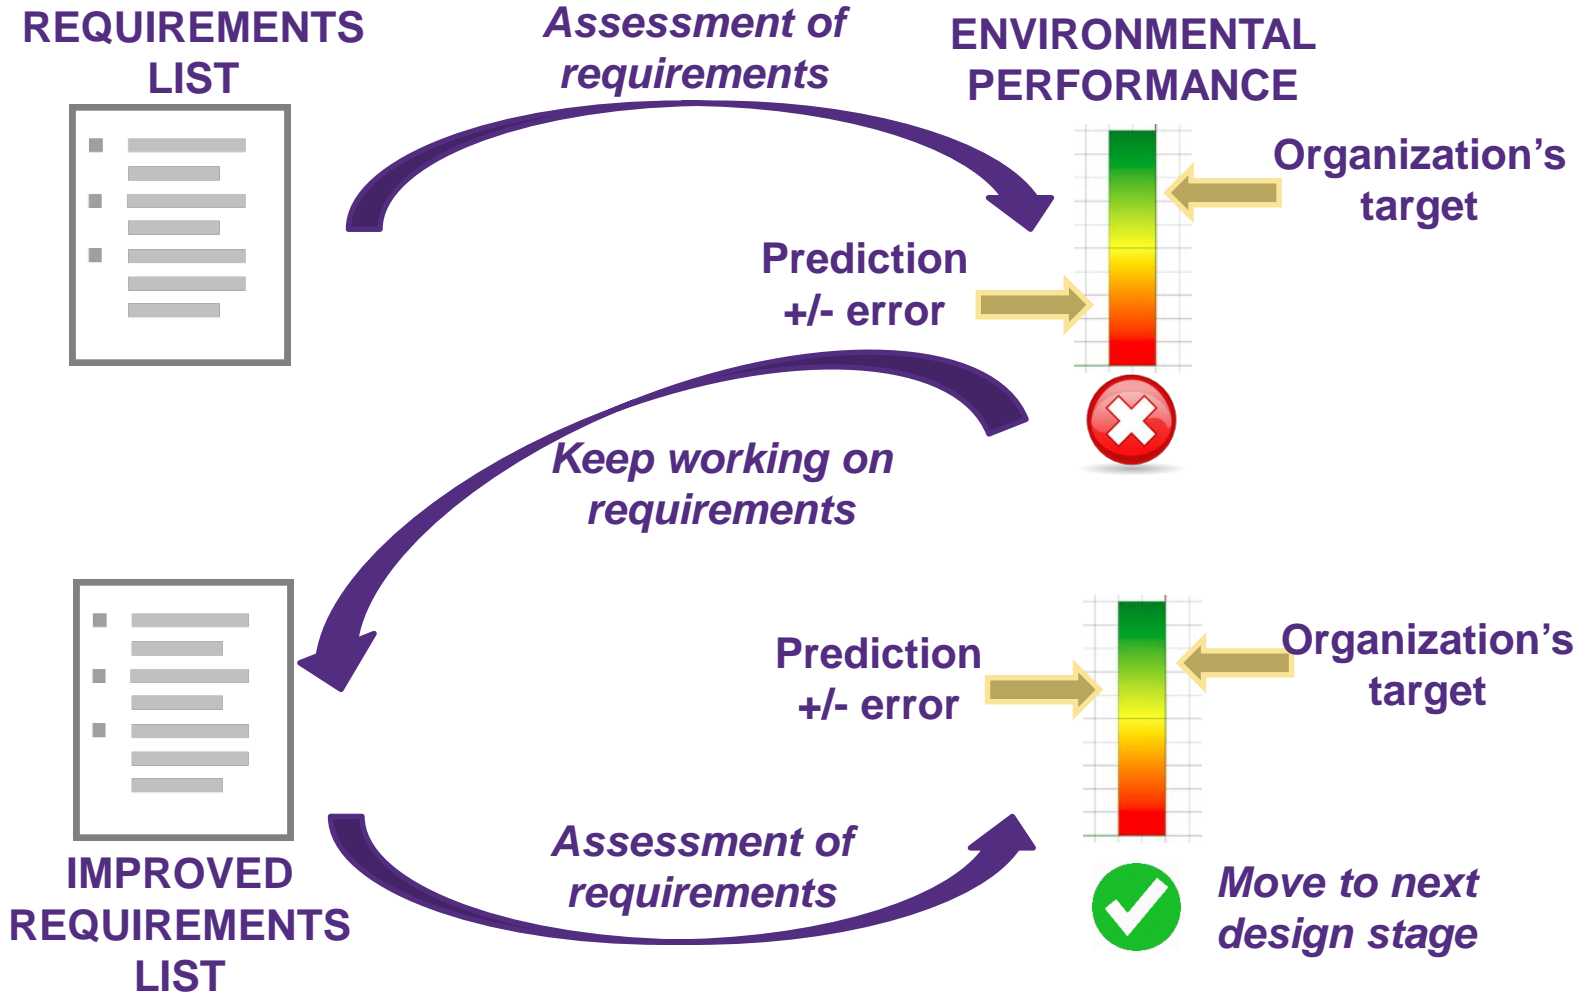 REQUIREMENTS
LIST
Assessment of
requirements
ENVIRONMENTAL
PERFORMANCE
Organization’s
target
Prediction
+/- error
Keep working on
requirements
Prediction
+/- error
Organization’s
target
Assessment of
requirements
IMPROVED
REQUIREMENTS
LIST
Move to next
design stage